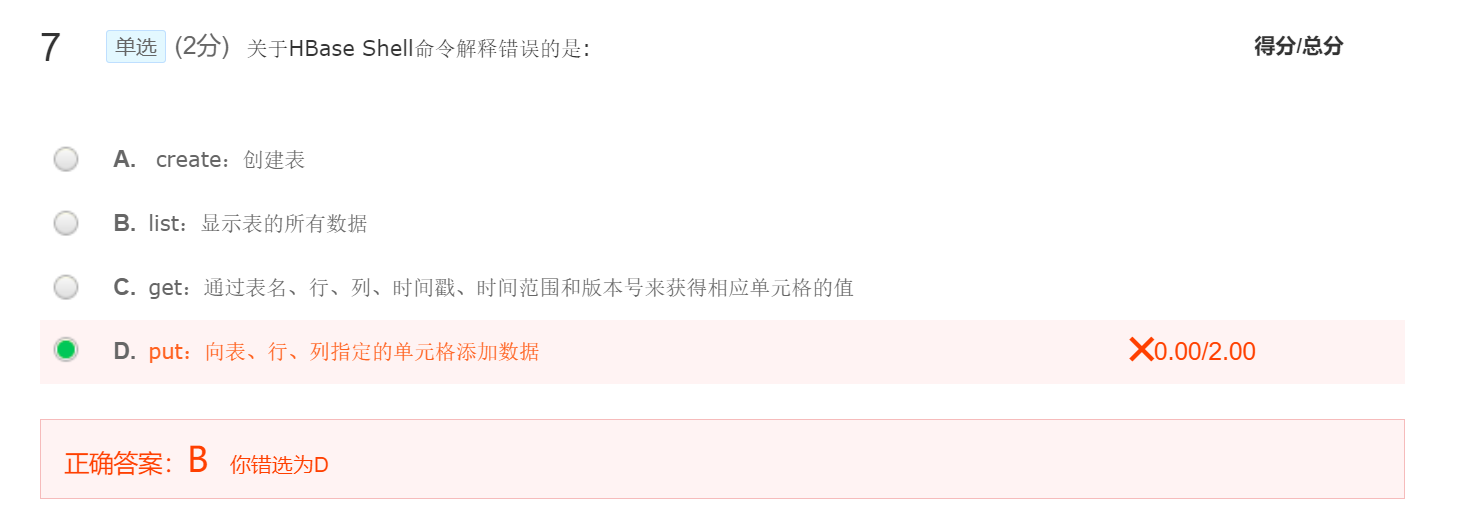 7 单选 (2分) 关于HBase Shell命令解释错误的是: 得分/总分
A. create：创建表
B. list：显示表的所有数据
C. get：通过表名、行、列、时间戳、时间范围和版本号来获得相应单元格的值
D. put：向表、行、列指定的单元格添加数据 ✕0.00/2.00
正确答案：B 你错选为D